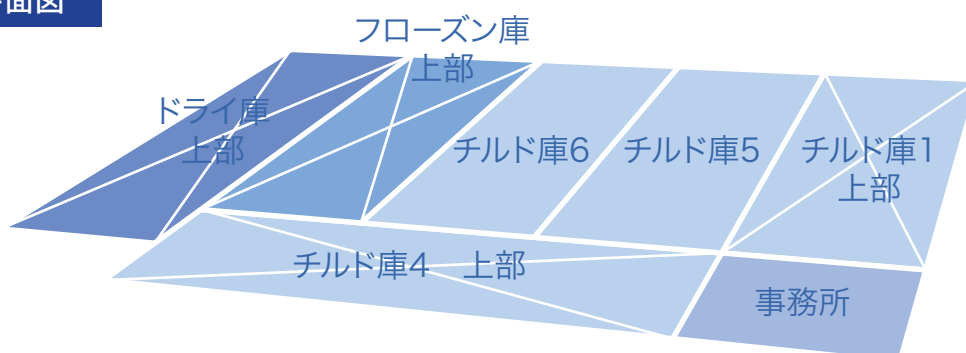 面図
フローズン庫
上部
ドライ庫
上部
チルド庫6
チルド庫5
チルド庫1
上部
チルド庫4　上部
事務所